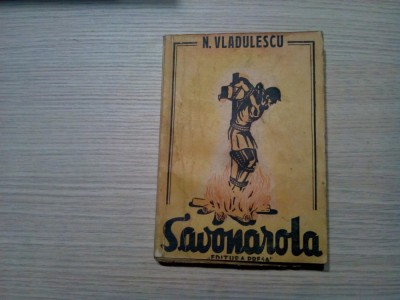 N. VLADULESCU
Savonarola
"EDITURA PRESA"